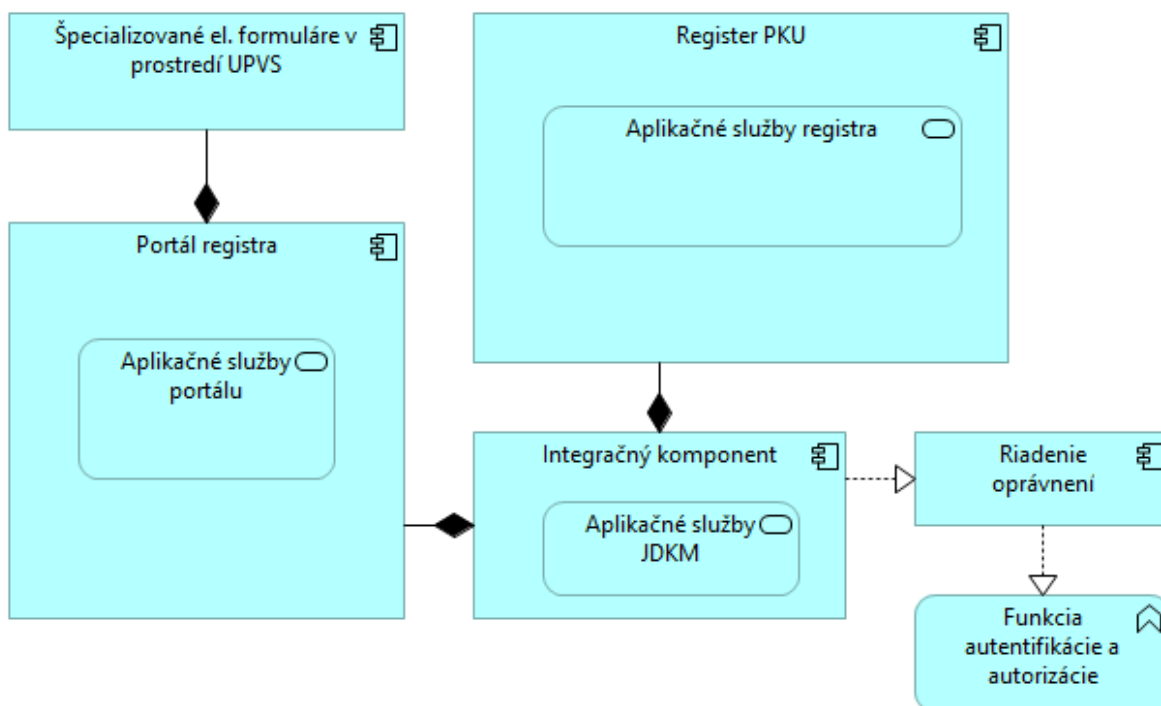 Špecializované el. formuláre v
prostredí UPVS
Register PKU
Aplikačné služby registra
Portál registra
Aplikačné služby
portálu
Integračný komponent
Aplikačné služby
JDKM
Riadenie
oprávnení
Funkcia
autentifikácie a
autorizácie